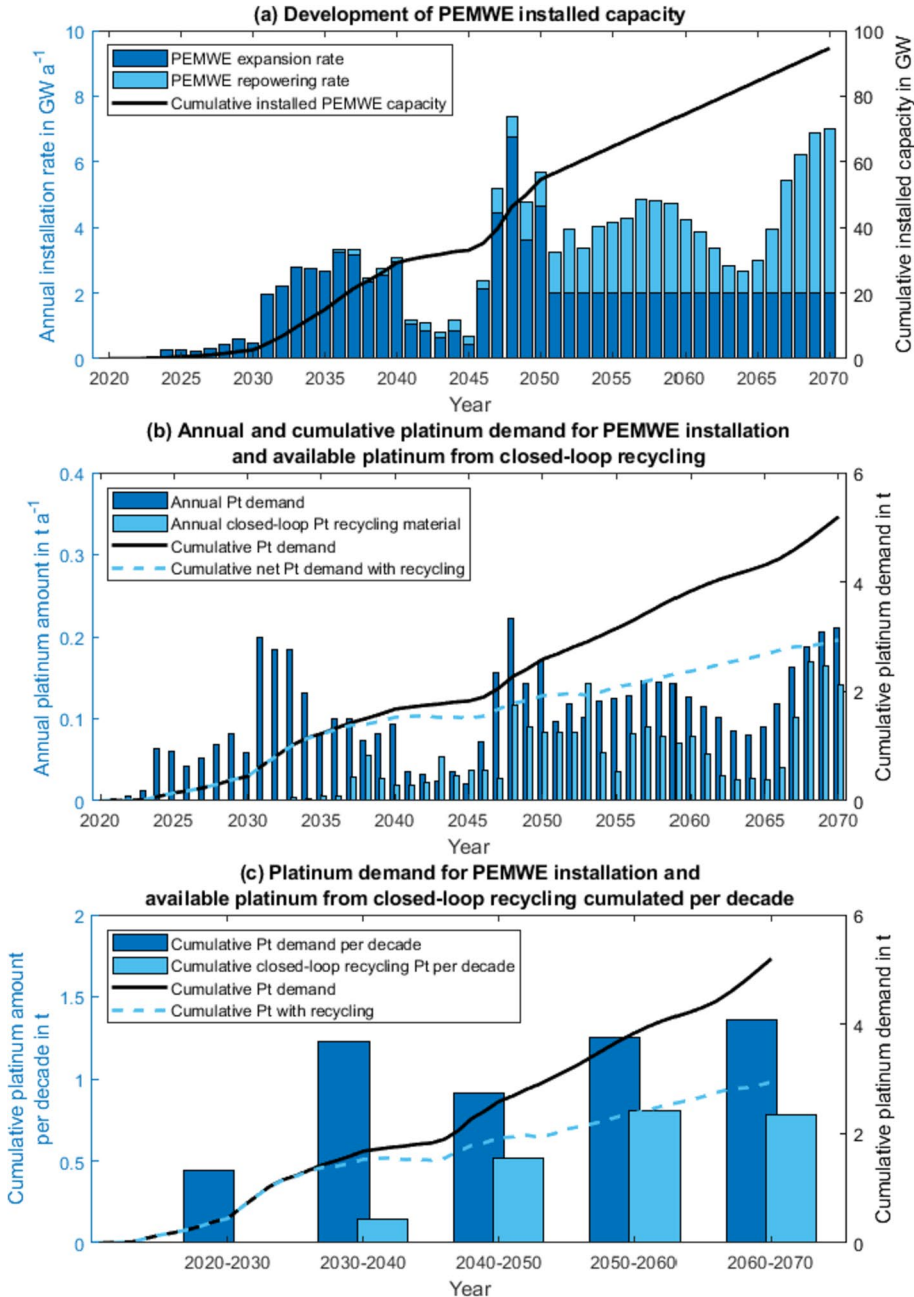 (a) Development of PEMWE installed capacity
Annual installation rate in GW a⁻¹
10
8
6
4
2
0
PEMWE expansion rate
PEMWE repowering rate
Cumulative installed PEMWE capacity
100
80
60
40
20
0
Cumulative installed capacity in GW
2020 2025 2030 2035 2040 2045 2050 2055 2060 2065 2070
Year
(b) Annual and cumulative platinum demand for PEMWE installation
and available platinum from closed-loop recycling
Annual platinum amount in t a⁻¹
0.4
0.3
0.2
0.1
0
Annual Pt demand
Annual closed-loop Pt recycling material
Cumulative Pt demand
Cumulative net Pt demand with recycling
6
4
2
0
Cumulative platinum demand in t
2020 2025 2030 2035 2040 2045 2050 2055 2060 2065 2070
Year
(c) Platinum demand for PEMWE installation and
available platinum from closed-loop recycling cumulated per decade
Cumulative platinum amount
per decade in t
2
1.5
1
0.5
0
Cumulative Pt demand per decade
Cumulative closed-loop recycling Pt per decade
Cumulative Pt demand
Cumulative Pt with recycling
6
4
2
0
Cumulative platinum demand in t
2020-2030 2030-2040 2040-2050 2050-2060 2060-2070
Year